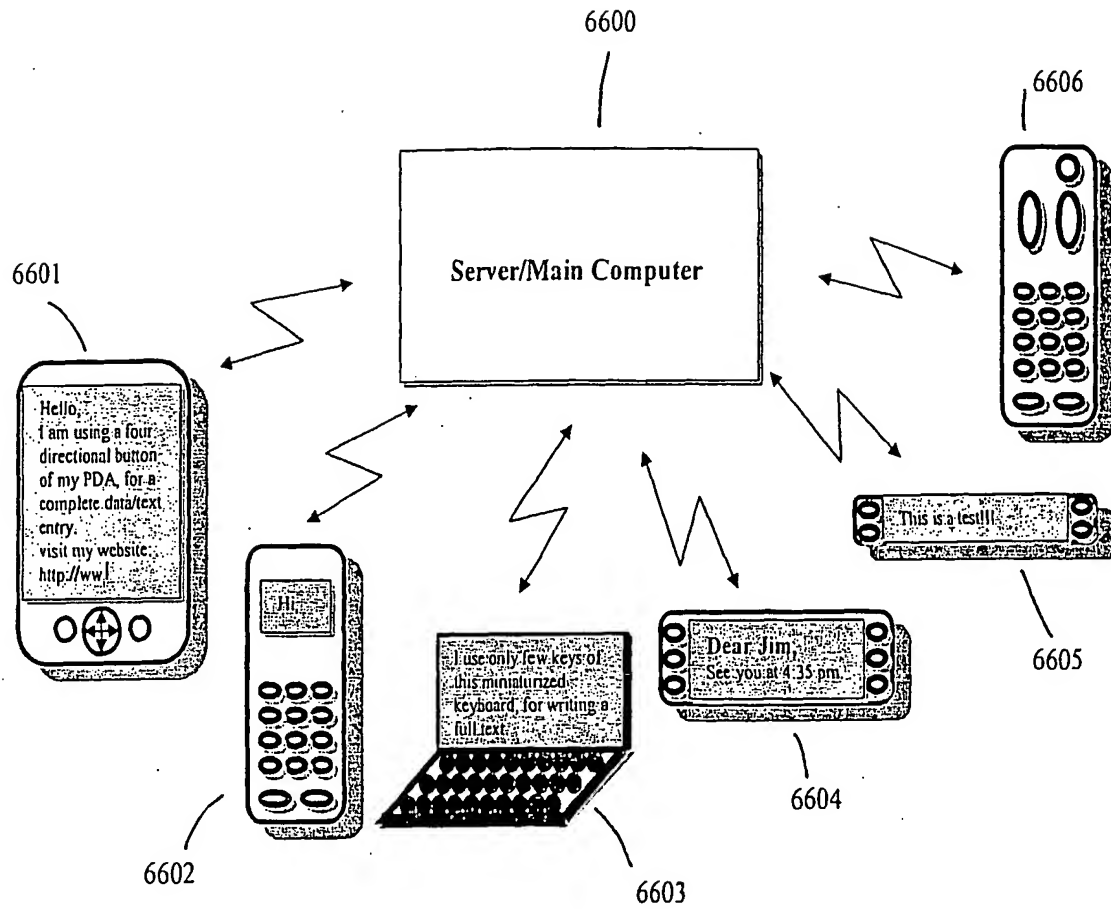 6600
6606
Server/Main Computer
6601
Hello,
I am using a four
directional button
of my PDA, for a
complete data/text
entry.
visit my website:
http://ww
This is a test!!!
Hi
Dear Jim,
See you at 4.35 pm.
6605
I use only few keys of
this miniaturized
keyboard, for writing a
full text.
6604
6602
6603